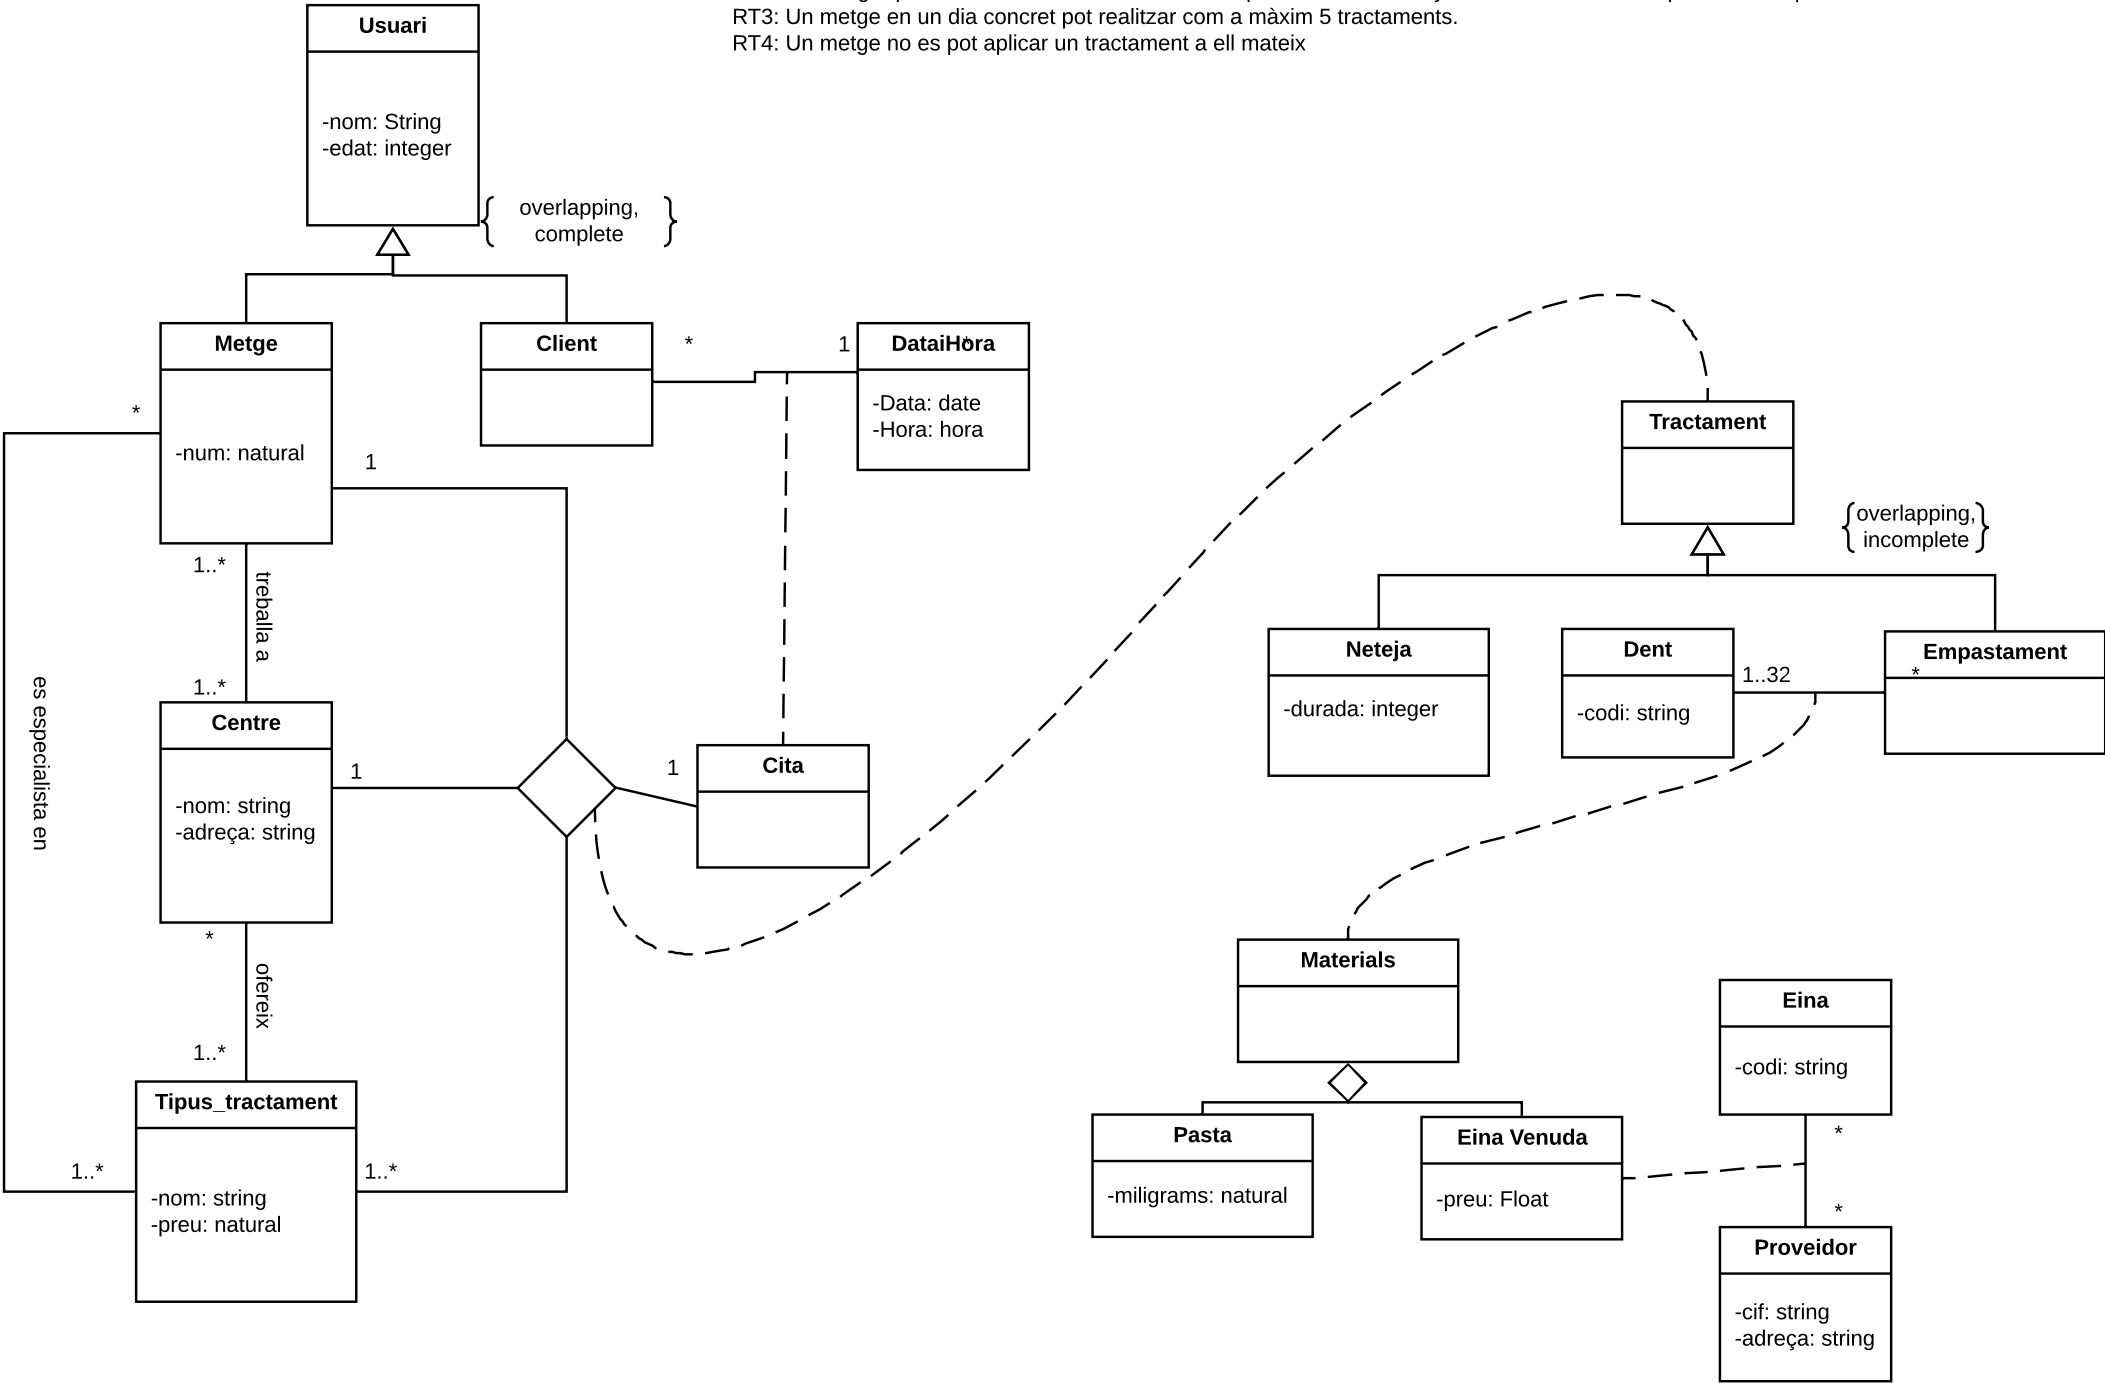 RT3: Un metge en un dia concret pot realitzar com a màxim 5 tractaments.
RT4: Un metge no es pot aplicar un tractament a ell mateix
Usuari
-nom: String
-edat: integer
{ overlapping, }
complete
Metge
-num: natural
Client
* 1
DataiHora
*
-Data: date
-Hora: hora
*
1
1..*
treballa a
1..*
es especialista en
Centre
-nom: string
-adreça: string
1
1
Cita
*
ofereix
1..*
Tipus_tractament
-nom: string
-preu: natural
1..*
1..*
Tractament
{ overlapping, }
incomplete
Neteja
-durada: integer
Dent
-codi: string
1..32
*
Empastament
Materials
Pasta
-miligrams: natural
Eina Venuda
-preu: Float
Eina
-codi: string
*
*
Proveidor
-cif: string
-adreça: string